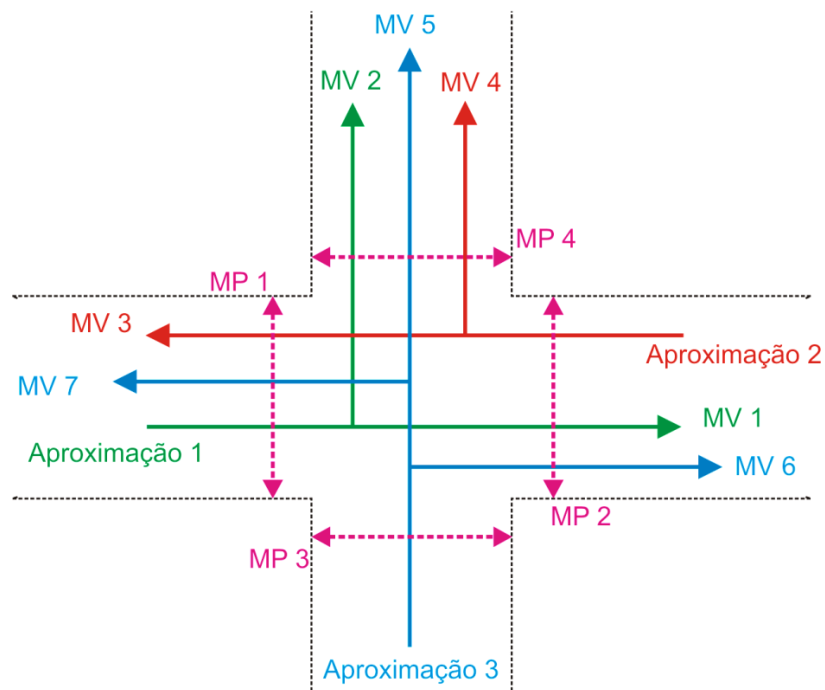 MV 5
MV 2
MV 4
MP 4
MP 1
MV 3
Aproximação 2
MV 7
MV 1
Aproximação 1
MV 6
MP 2
MP 3
Aproximação 3